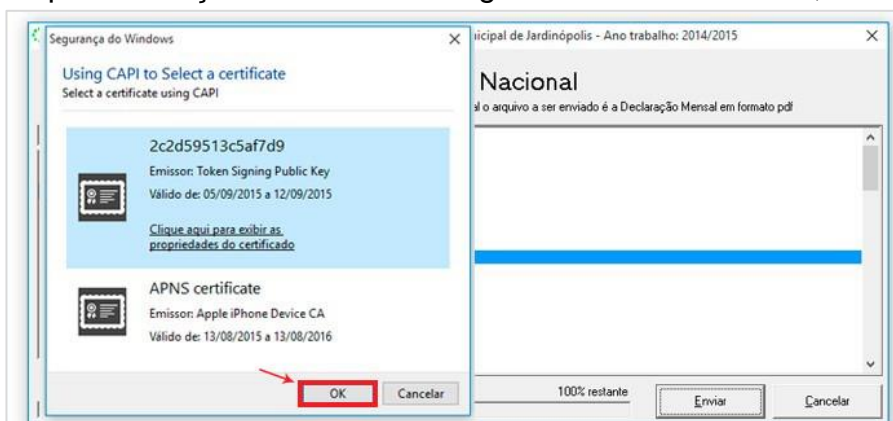 Segurança do Windows
Using CAPI to Select a certificate
Select a certificate using CAPI
2c2d59513c5af7d9
Emissor: Token Signing Public Key
Válido de: 05/09/2015 a 12/09/2015
Clique aqui para exibir as
propriedades do certificado
APNS certificate
Emissor: Apple iPhone Device CA
Válido de: 13/08/2015 a 13/08/2016
OK Cancelar
icipal de Jardinópolis - Ano trabalho: 2014/2015
Nacional
o arquivo a ser enviado é a Declaração Mensal em formato pdf
100% restante
Enviar Cancelar